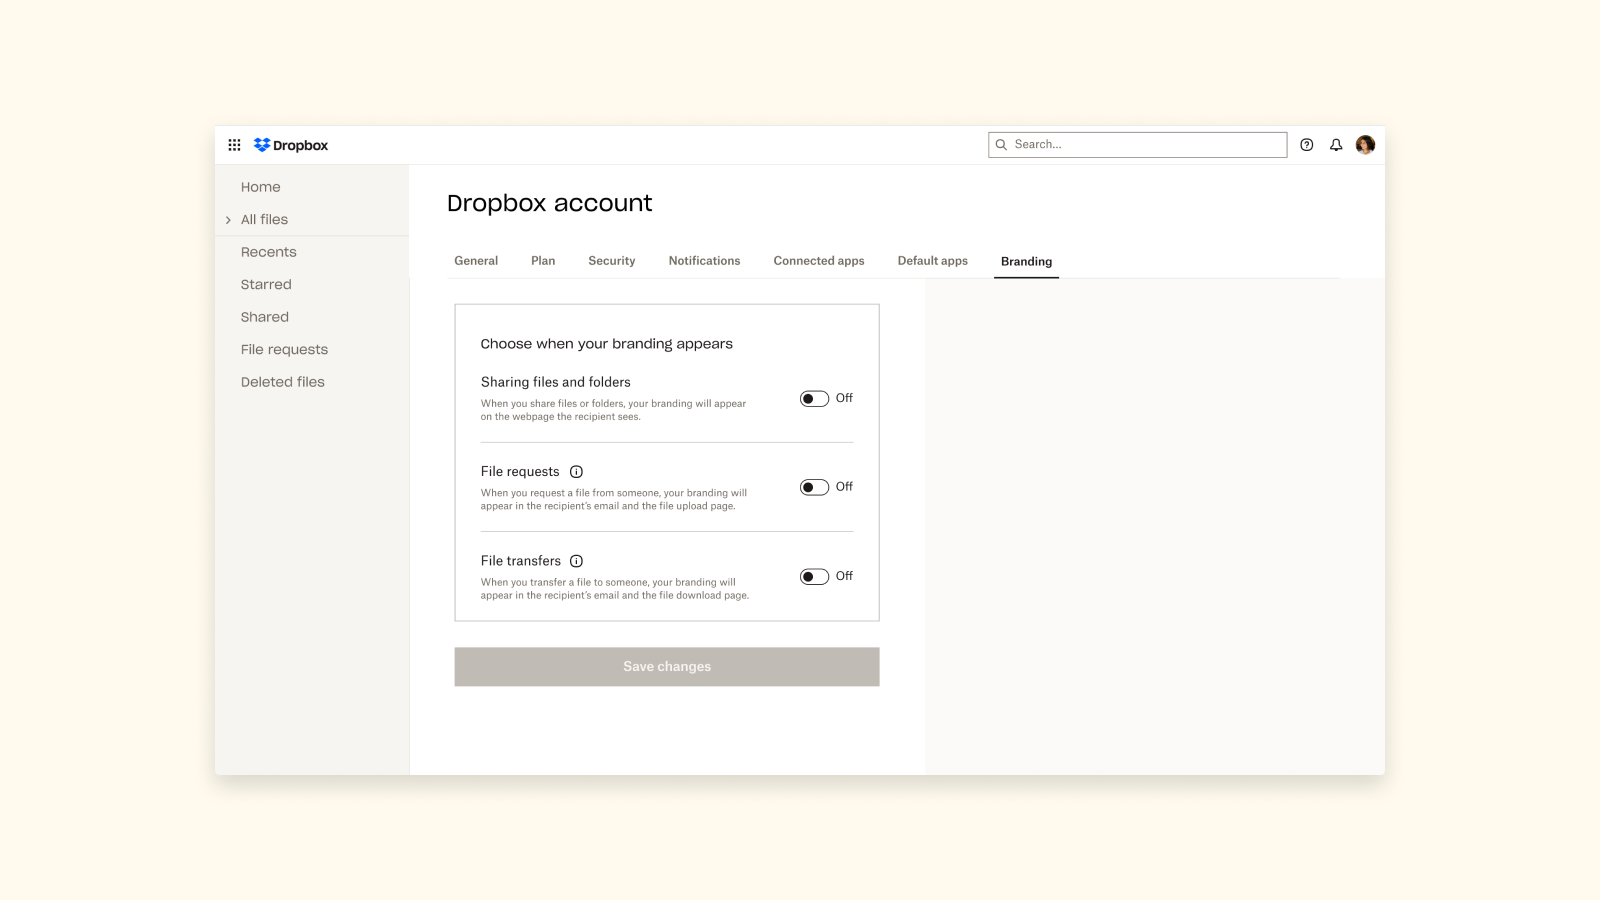 Dropbox
Search...
Home
All files
Recents
Starred
Shared
File requests
Deleted files
Dropbox account
General Plan Security Notifications Connected apps Default apps Branding
Choose when your branding appears
Sharing files and folders
When you share files or folders, your branding will appear
on the webpage the recipient sees.
Off
File requests
When you request a file from someone, your branding will
appear in the recipient's email and the file upload page.
Off
File transfers
When you transfer a file to someone, your branding will
appear in the recipient's email and the file download page.
Off
Save changes